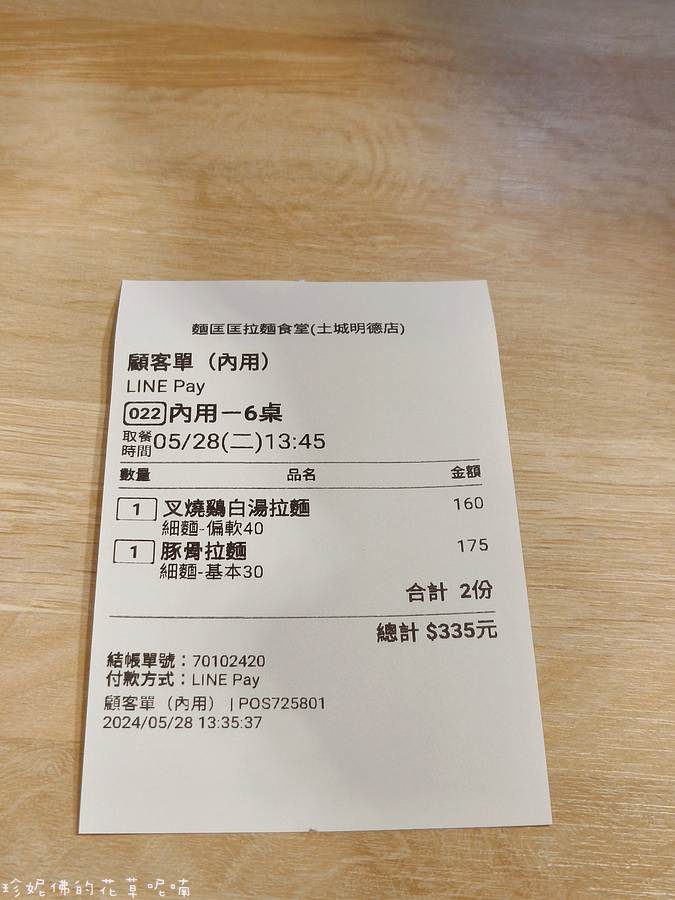 麵匡匡拉麵食堂(土城明德店)
顧客單（內用）
LINE Pay
022 內用－6桌
取餐時間 05/28(二)13:45
數量 品名 金額
1 叉燒鷄白湯拉麵 160
細麵-偏軟40
1 豚骨拉麵 175
細麵-基本30
合計 2份
總計 $335元
結帳單號：70102420
付款方式：LINE Pay
顧客單（內用） | POS725801
2024/05/28 13:35:37
珍妮佛的花草呢喃